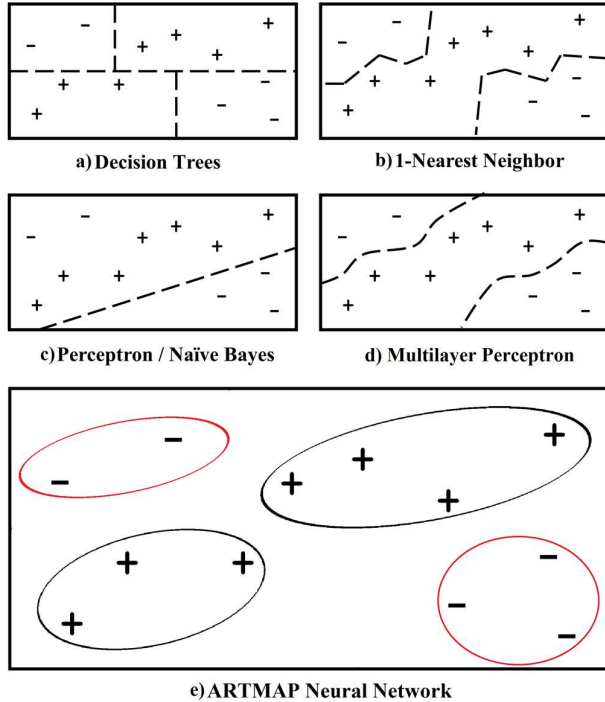 a) Decision Trees
b) 1-Nearest Neighbor
c) Perceptron / Naïve Bayes
d) Multilayer Perceptron
e) ARTMAP Neural Network